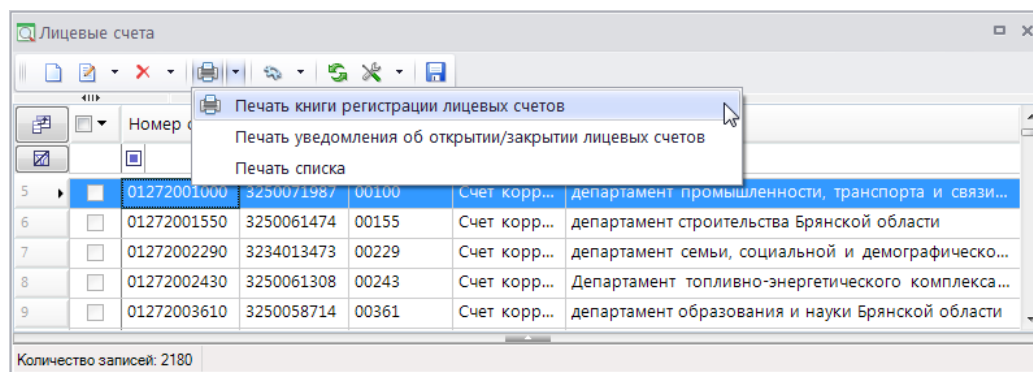 Лицевые счета
Печать книги регистрации лицевых счетов
Номер
Печать уведомления об открытии/закрытии лицевых счетов
Печать списка
5 01272001000 3250071987 00100 Счет корр... департамент промышленности, транспорта и связи...
6 01272001550 3250061474 00155 Счет корр... департамент строительства Брянской области
7 01272002290 3234013473 00229 Счет корр... департамент семьи, социальной и демографическо...
8 01272002430 3250061308 00243 Счет корр... Департамент топливно-энергетического комплекса...
9 01272003610 3250058714 00361 Счет корр... департамент образования и науки Брянской области
Количество записей: 2180